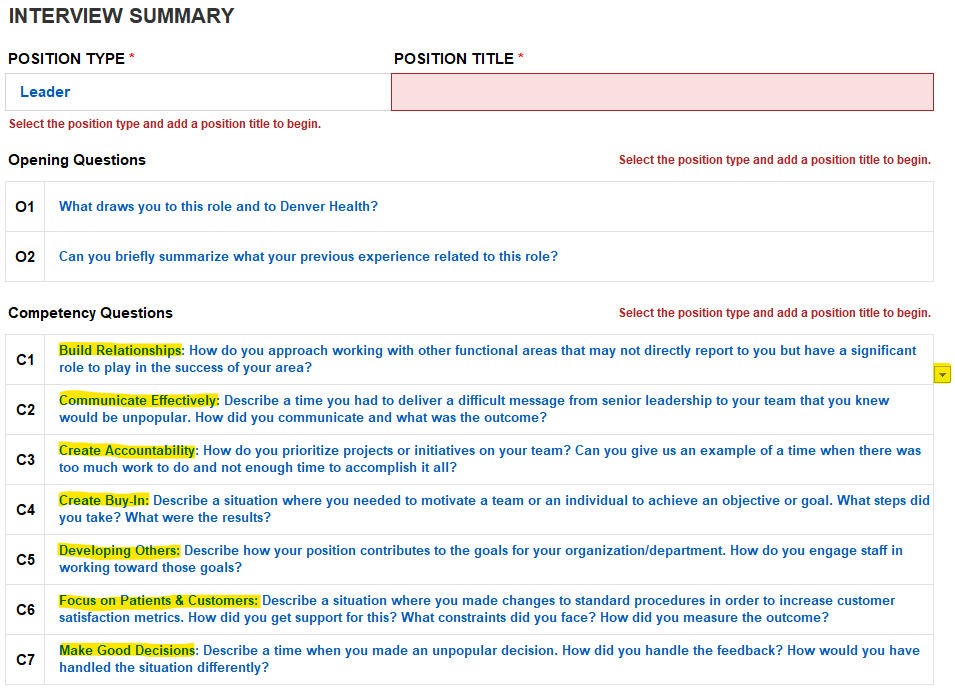 INTERVIEW SUMMARY
POSITION TYPE *
POSITION TITLE *
Leader
Select the position type and add a position title to begin.
Opening Questions
Select the position type and add a position title to begin.
O1
What draws you to this role and to Denver Health?
O2
Can you briefly summarize what your previous experience related to this role?
Competency Questions
Select the position type and add a position title to begin.
C1
Build Relationships: How do you approach working with other functional areas that may not directly report to you but have a significant
role to play in the success of your area?
C2
Communicate Effectively: Describe a time you had to deliver a difficult message from senior leadership to your team that you knew
would be unpopular. How did you communicate and what was the outcome?
C3
Create Accountability: How do you prioritize projects or initiatives on your team? Can you give us an example of a time when there was
too much work to do and not enough time to accomplish it all?
C4
Create Buy-In: Describe a situation where you needed to motivate a team or an individual to achieve an objective or goal. What steps did
you take? What were the results?
C5
Developing Others: Describe how your position contributes to the goals for your organization/department. How do you engage staff in
working toward those goals?
C6
Focus on Patients & Customers: Describe a situation where you made changes to standard procedures in order to increase customer
satisfaction metrics. How did you get support for this? What constraints did you face? How did you measure the outcome?
C7
Make Good Decisions: Describe a time when you made an unpopular decision. How did you handle the feedback? How would you have
handled the situation differently?